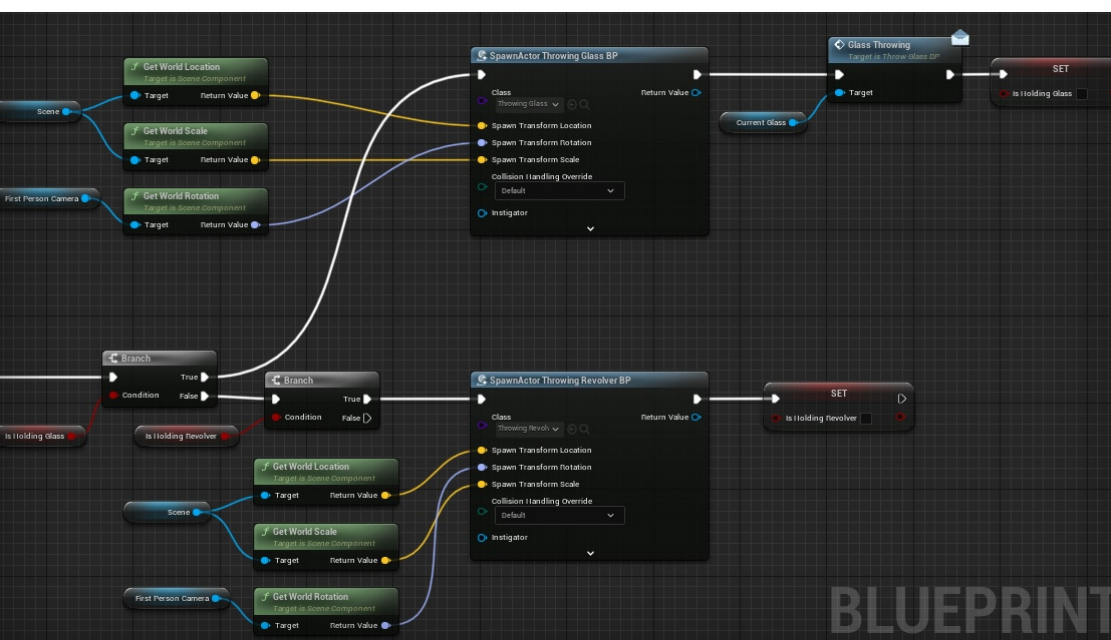 SpawnActor Throwing Glass BP
Class
Throwing Glass
Return Value
Spawn Transform Location
Spawn Transform Rotation
Spawn Transform Scale
Collision Handling Override
Default
Instigator
Glass Throwing
Target is Throw Glass BP
Target
Current Glass
SET
Is Holding Glass
Get World Location
Target is Scene Component
Target
Return Value
Scene
Get World Scale
Target is Scene Component
Target
Return Value
First Person Camera
Get World Rotation
Target is Scene Component
Target
Return Value
Branch
True
Condition
False
Is Holding Glass
Branch
True
Condition
False
Is Holding Revolver
SpawnActor Throwing Revolver BP
Class
Throwing Revolv
Return Value
Spawn Transform Location
Spawn Transform Rotation
Spawn Transform Scale
Collision Handling Override
Default
Instigator
SET
Is Holding Revolver
Get World Location
Target is Scene Component
Target
Return Value
Scene
Get World Scale
Target is Scene Component
Target
Return Value
First Person Camera
Get World Rotation
Target is Scene Component
Target
Return Value
BLUEPRINT